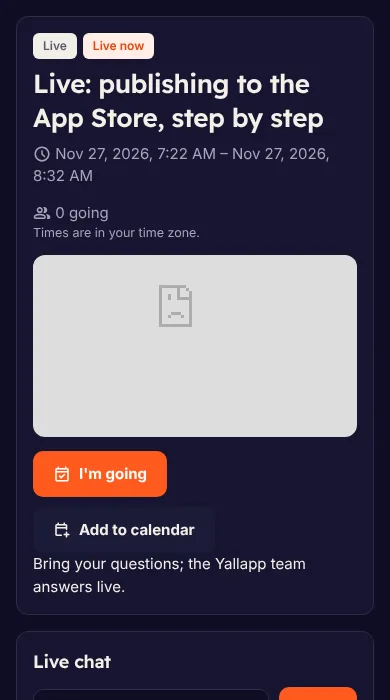 Live
Live now
Live: publishing to the
App Store, step by step
Nov 27, 2026, 7:22 AM – Nov 27, 2026,
8:32 AM
0 going
Times are in your time zone.
I'm going
Add to calendar
Bring your questions; the Yallapp team
answers live.
Live chat